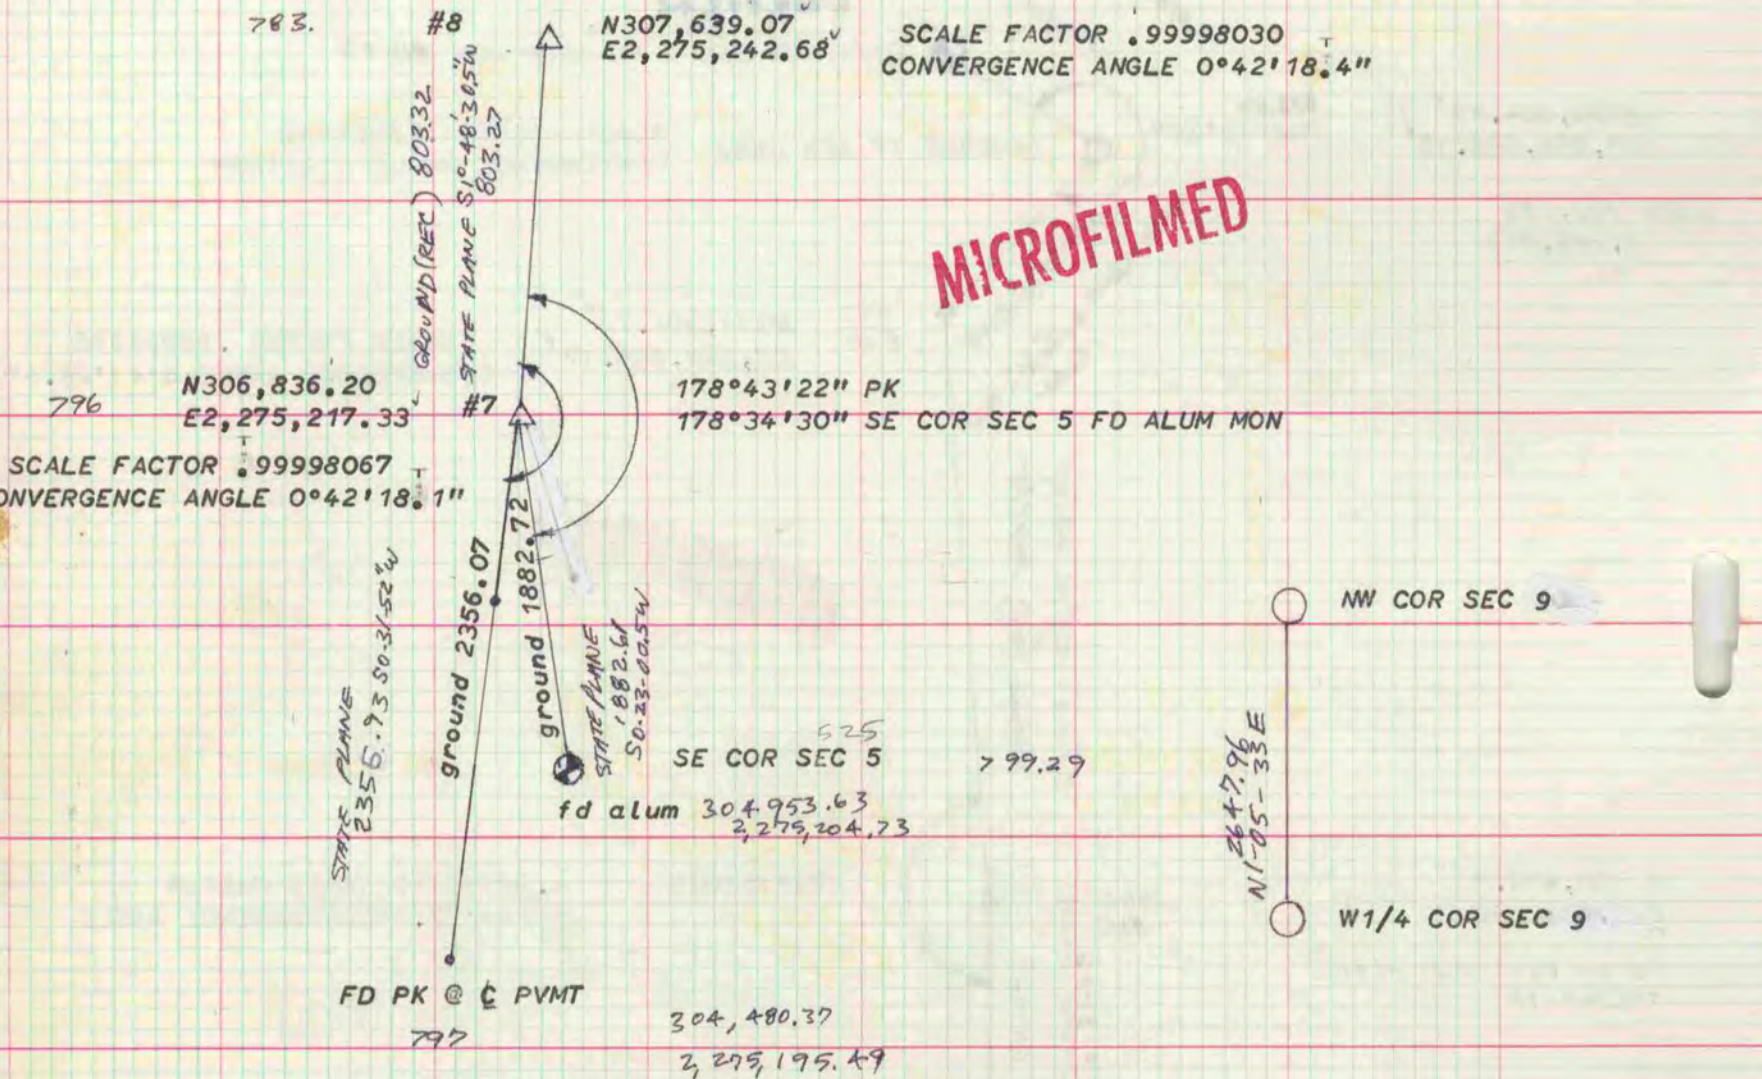 783.
#8
N307,639.07
E2,275,242.68
SCALE FACTOR .99998030
CONVERGENCE ANGLE 0°42'18.4"
GROUND (REC) 803.32
STATE PLANE S1°-48'-30.5"W
803.27
MICROFILMED
796
N306,836.20
E2,275,217.33
#7
178°43'22" PK
178°34'30" SE COR SEC 5 FD ALUM MON
SCALE FACTOR .99998067
ONVERGENCE ANGLE 0°42'18.1"
STATE PLANE
2355.93 S0-31-52"W
ground 2356.07
ground 1882.72
STATE PLANE
1882.61
S0-23-00.5W
525
SE COR SEC 5
799.29
fd alum 304953.63
2,275,204.73
NW COR SEC 9
2647.96
N1-05-33E
W1/4 COR SEC 9
FD PK @ ₵ PVMT
797
304,480.37
2,275,195.49